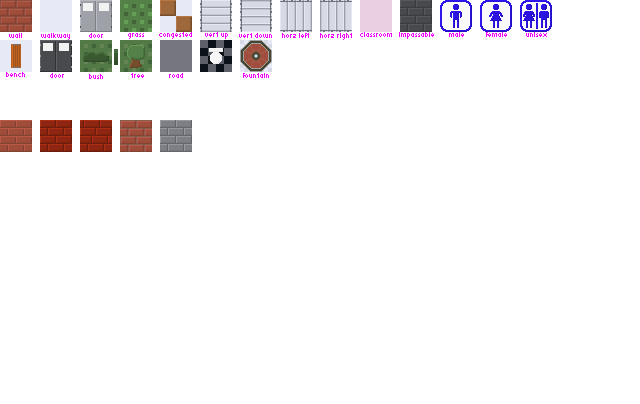 wall walkway door grass congested vert up vert down horz left horz right classroom impassable male female unisex
bench door bush tree road fountain